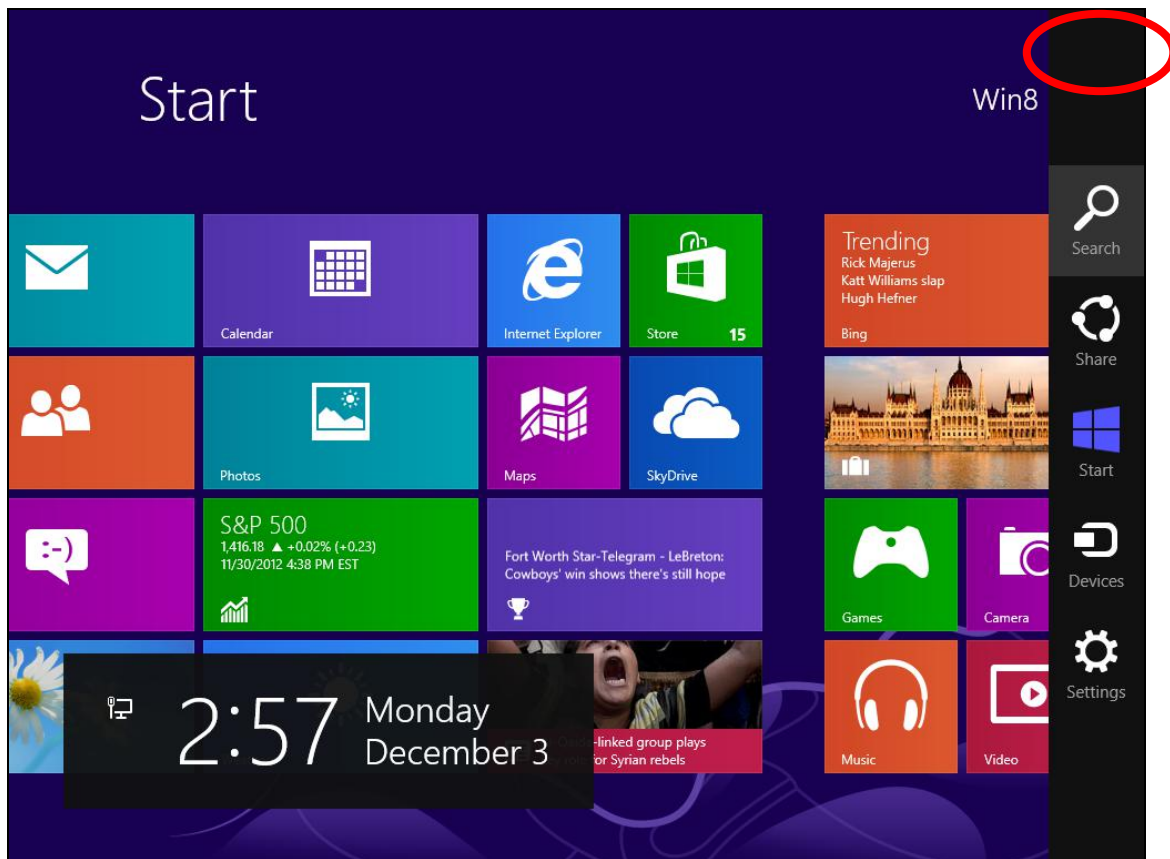 Start
Win8
Search
Share
Start
Devices
Settings
Calendar
Internet Explorer
Store 15
Trending
Rick Majerus
Katt Williams slap
Hugh Hefner
Bing
Photos
Maps
SkyDrive
:-)
S&P 500
1,416.18 ▲ +0.02% (+0.23)
11/30/2012 4:38 PM EST
Fort Worth Star-Telegram - LeBreton:
Cowboys' win shows there's still hope
Games
Camera
2:57
Monday
December 3
-linked group plays
for Syrian rebels
Music
Video